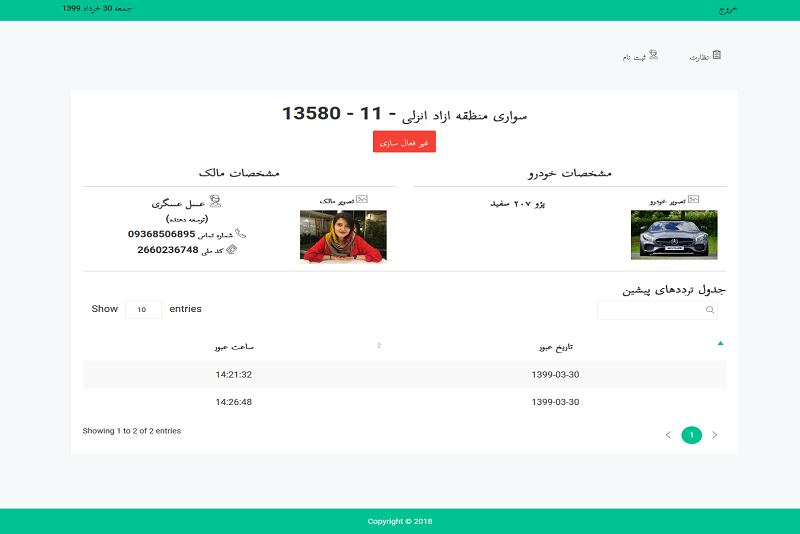 خروج
جمعه 30 خرداد 1399
نظارت
ثبت نام
سواری منظقه ازاد انزلی - 11 - 13580
غیر فعال سازی
مشخصات خودرو
مشخصات مالک
تصویر خودرو
پژو ۲۰۷ سفید
تصویر مالک
عسل عسگری
(توسعه دهنده)
شماره تماس 09368506895
کد ملی 2660236748
جدول ترددهای پیشین
Show 10 entries
تاریخ عبور
ساعت عبور
1399-03-30 14:21:32
1399-03-30 14:26:48
Showing 1 to 2 of 2 entries
1
Copyright © 2018